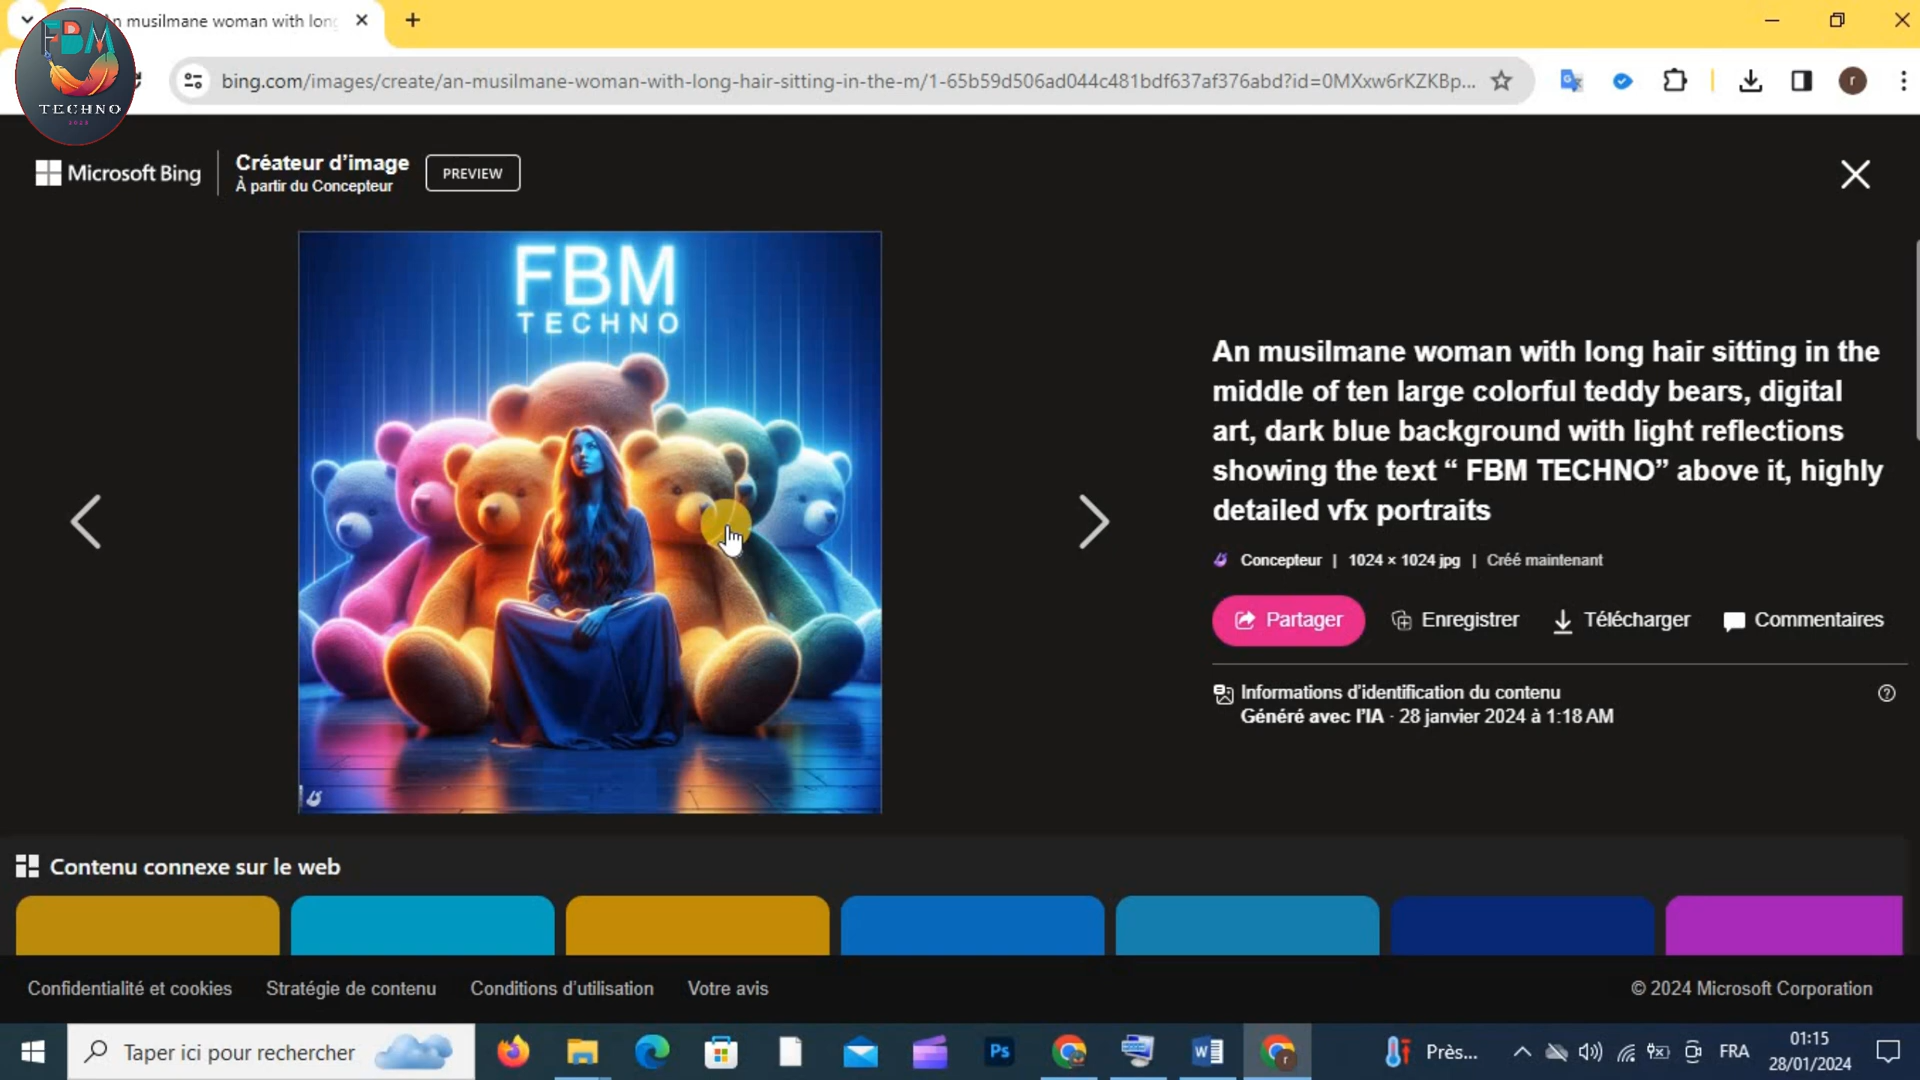 n musilmane woman with lon
bing.com/images/create/an-musilmane-woman-with-long-hair-sitting-in-the-m/1-65b59d506ad044c481bdf637af376abd?id=0MXxw6rKZKBp...
r
FBM
TECHNO
2023
Microsoft Bing
Créateur d’image
À partir du Concepteur
PREVIEW
FBM
TECHNO
An musilmane woman with long hair sitting in the
middle of ten large colorful teddy bears, digital
art, dark blue background with light reflections
showing the text “ FBM TECHNO” above it, highly
detailed vfx portraits
Concepteur | 1024 × 1024 jpg | Créé maintenant
Partager Enregistrer Télécharger Commentaires
Informations d’identification du contenu
Généré avec l’IA · 28 janvier 2024 à 1:18 AM
Contenu connexe sur le web
Confidentialité et cookies Stratégie de contenu Conditions d’utilisation Votre avis © 2024 Microsoft Corporation
Taper ici pour rechercher
Ps
W
r
Près...
FRA
01:15
28/01/2024